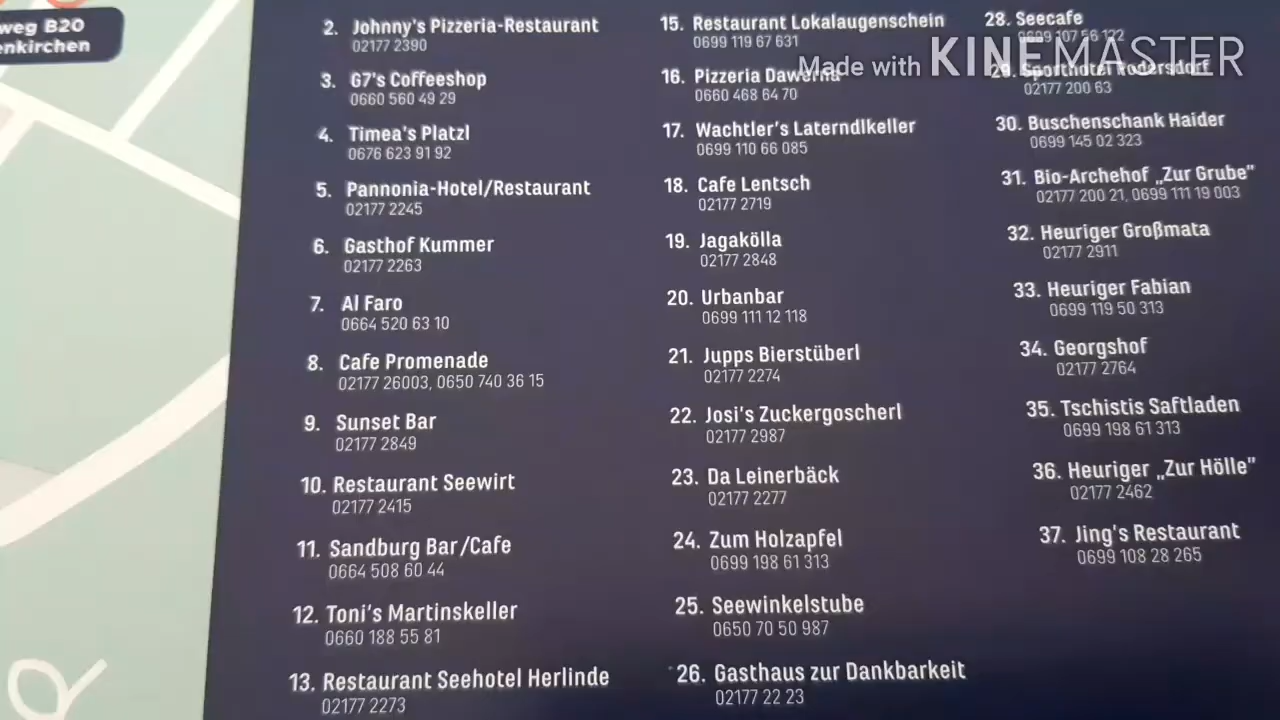 weg B20
enkirchen
2. Johnny's Pizzeria-Restaurant
02177 2390
3. G7's Coffeeshop
0660 560 49 29
4. Timea's Platzl
0676 623 91 92
5. Pannonia-Hotel/Restaurant
02177 2245
6. Gasthof Kummer
02177 2263
7. Al Faro
0664 520 63 10
8. Cafe Promenade
02177 26003, 0650 740 36 15
9. Sunset Bar
02177 2849
10. Restaurant Seewirt
02177 2415
11. Sandburg Bar/Cafe
0664 508 60 44
12. Toni's Martinskeller
0660 188 55 81
13. Restaurant Seehotel Herlinde
02177 2273
15. Restaurant Lokalaugenschein
0699 119 67 631
16. Pizzeria Dawerna
0660 468 64 70
17. Wachtler's Laterndlkeller
0699 110 66 085
18. Cafe Lentsch
02177 2719
19. Jagakölla
02177 2848
20. Urbanbar
0699 111 12 118
21. Jupps Bierstüberl
02177 2274
22. Josi's Zuckergoscherl
02177 2987
23. Da Leinerbäck
02177 2277
24. Zum Holzapfel
0699 198 61 313
25. Seewinkelstube
0650 70 50 987
26. Gasthaus zur Dankbarkeit
02177 22 23
28. Seecafe
0699 107 56 122
29. Sporthotel Rodersdorf
02177 200 63
30. Buschenschank Haider
0699 145 02 323
31. Bio-Archehof „Zur Grube"
02177 200 21, 0699 111 19 003
32. Heuriger Großmata
02177 2911
33. Heuriger Fabian
0699 119 50 313
34. Georgshof
02177 2764
35. Tschistis Saftladen
0699 198 61 313
36. Heuriger „Zur Hölle"
02177 2462
37. Jing's Restaurant
0699 108 28 265
Made with KINEMASTER